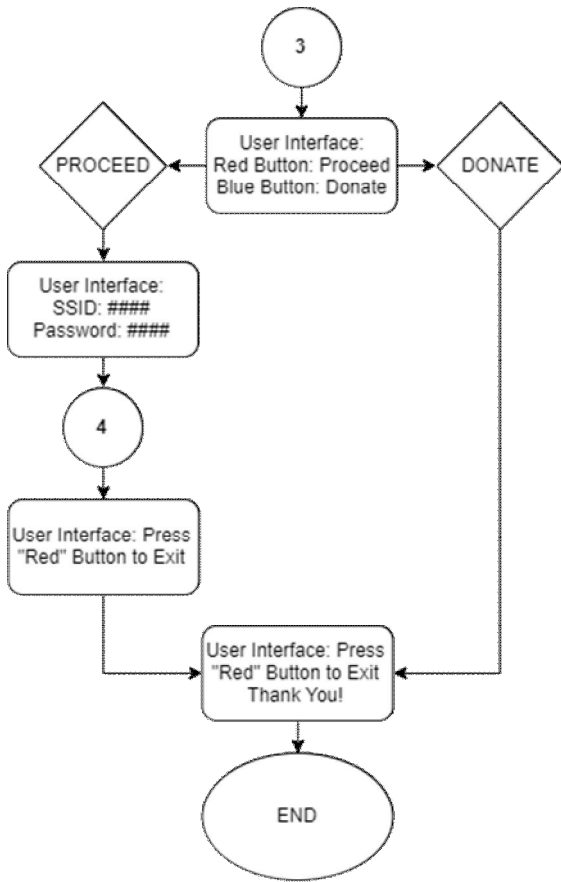 3
User Interface:
Red Button: Proceed
Blue Button: Donate
PROCEED
DONATE
User Interface:
SSID: ####
Password: ####
4
User Interface: Press
"Red" Button to Exit
User Interface: Press
"Red" Button to Exit
Thank You!
END